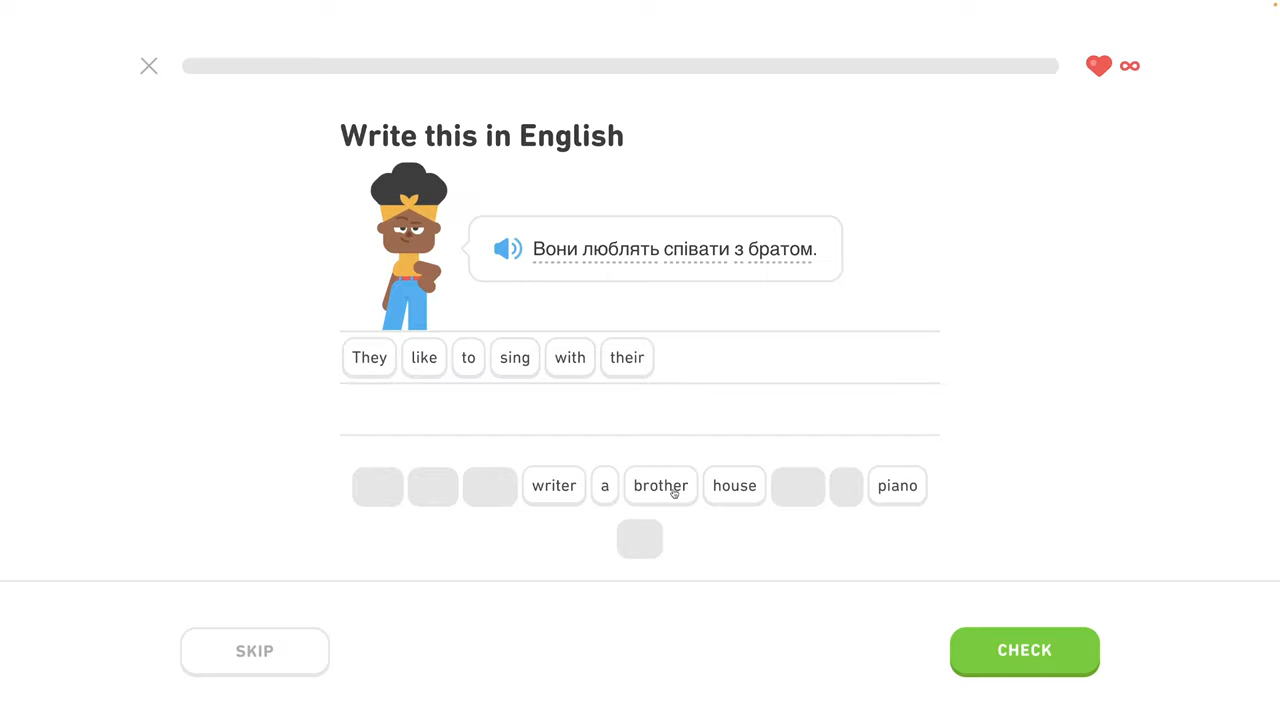 ∞
Write this in English
Вони люблять співати з братом.
They like to sing with their
writer a brother house piano
SKIP CHECK